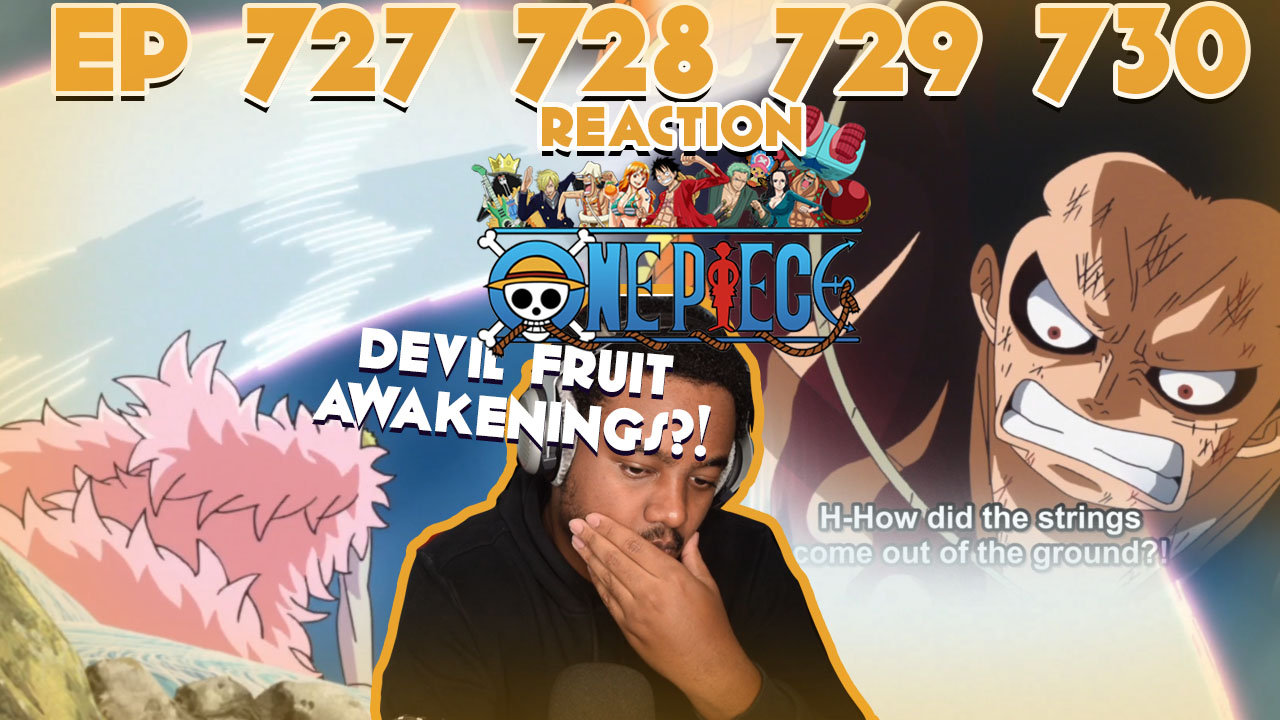 EP 727 728 729 730
REACTION
ONE PIECE
DEVIL FRUIT
AWAKENINGS?!
H-How did the strings
come out of the ground?!